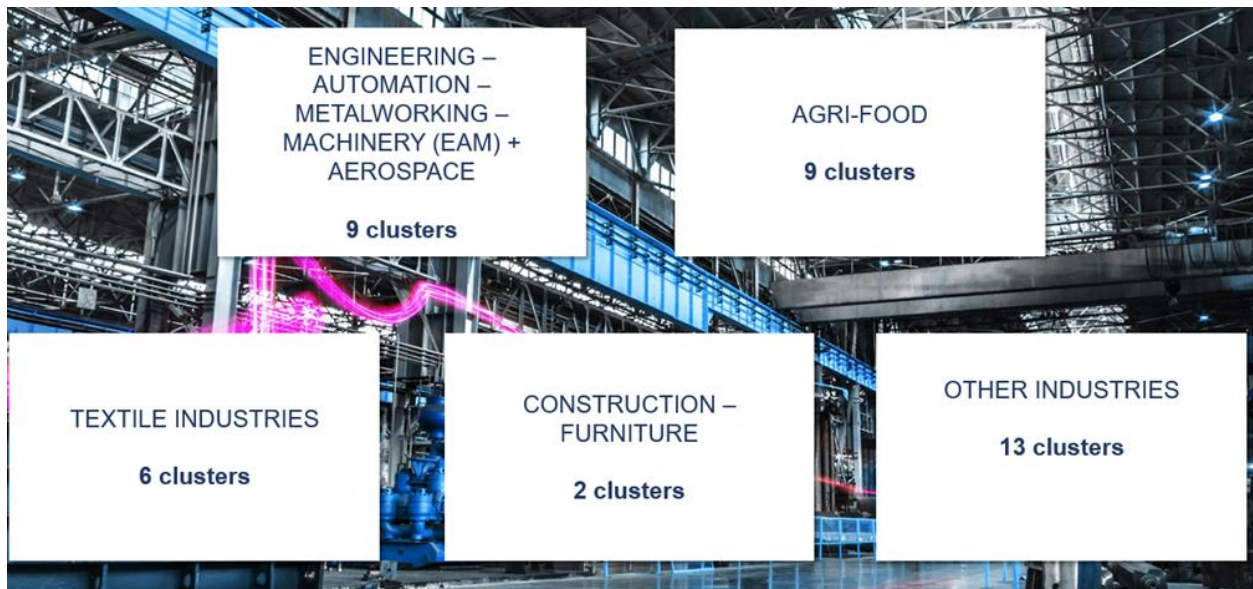 ENGINEERING –
AUTOMATION –
METALWORKING –
MACHINERY (EAM) +
AEROSPACE
9 clusters
AGRI-FOOD
9 clusters
TEXTILE INDUSTRIES
6 clusters
CONSTRUCTION –
FURNITURE
2 clusters
OTHER INDUSTRIES
13 clusters